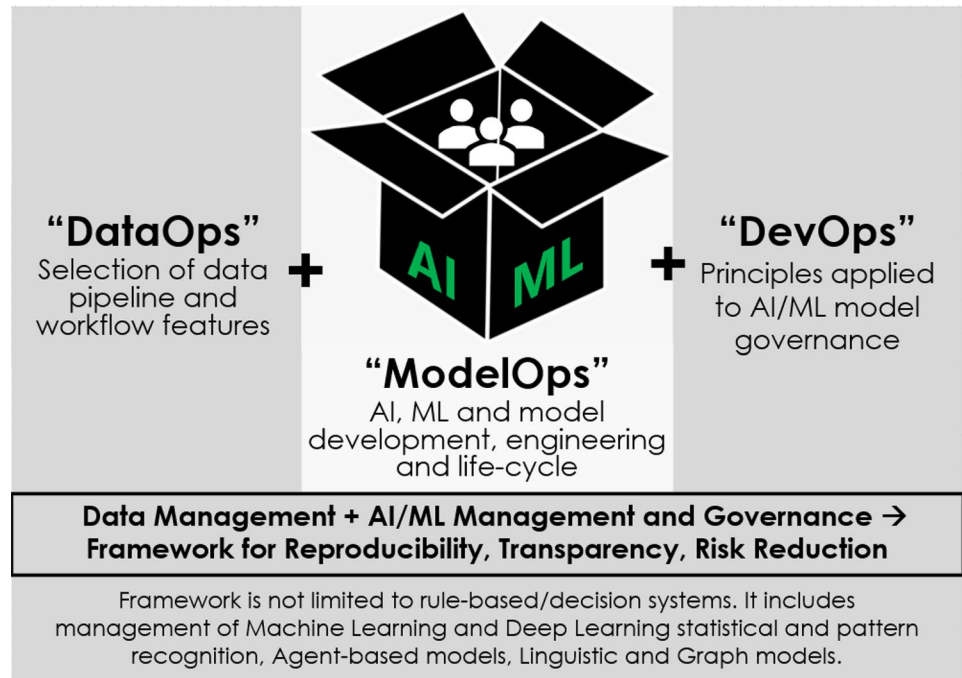 “DataOps”
Selection of data
pipeline and
workflow features
+
AI ML
“ModelOps”
AI, ML and model
development, engineering
and life-cycle
+
“DevOps”
Principles applied
to AI/ML model
governance
Data Management + AI/ML Management and Governance →
Framework for Reproducibility, Transparency, Risk Reduction
Framework is not limited to rule-based/decision systems. It includes
management of Machine Learning and Deep Learning statistical and pattern
recognition, Agent-based models, Linguistic and Graph models.